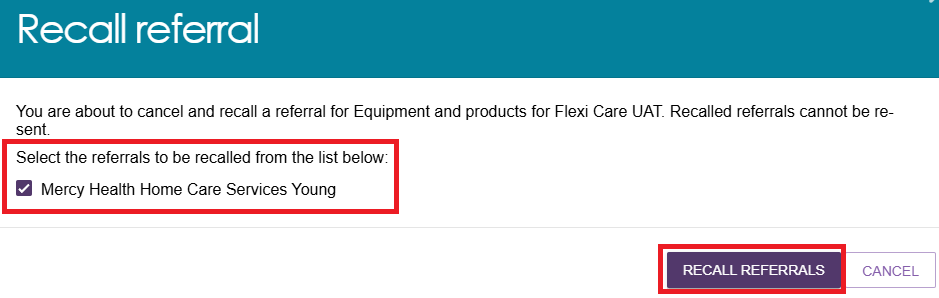 Recall referral
You are about to cancel and recall a referral for Equipment and products for Flexi Care UAT. Recalled referrals cannot be re-
sent.
Select the referrals to be recalled from the list below:
Mercy Health Home Care Services Young
RECALL REFERRALS
CANCEL